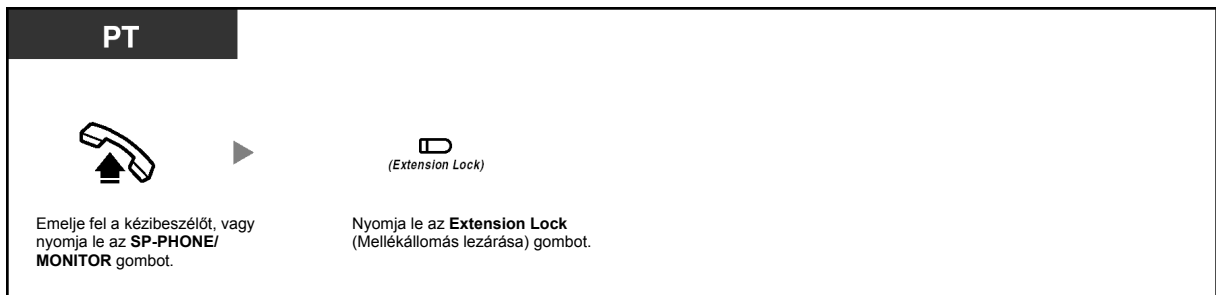 PT
(Extension Lock)
Emelje fel a kézibeszélőt, vagy
nyomja le az SP-PHONE/
MONITOR gombot.
Nyomja le az Extension Lock
(Mellékállomás lezárása) gombot.